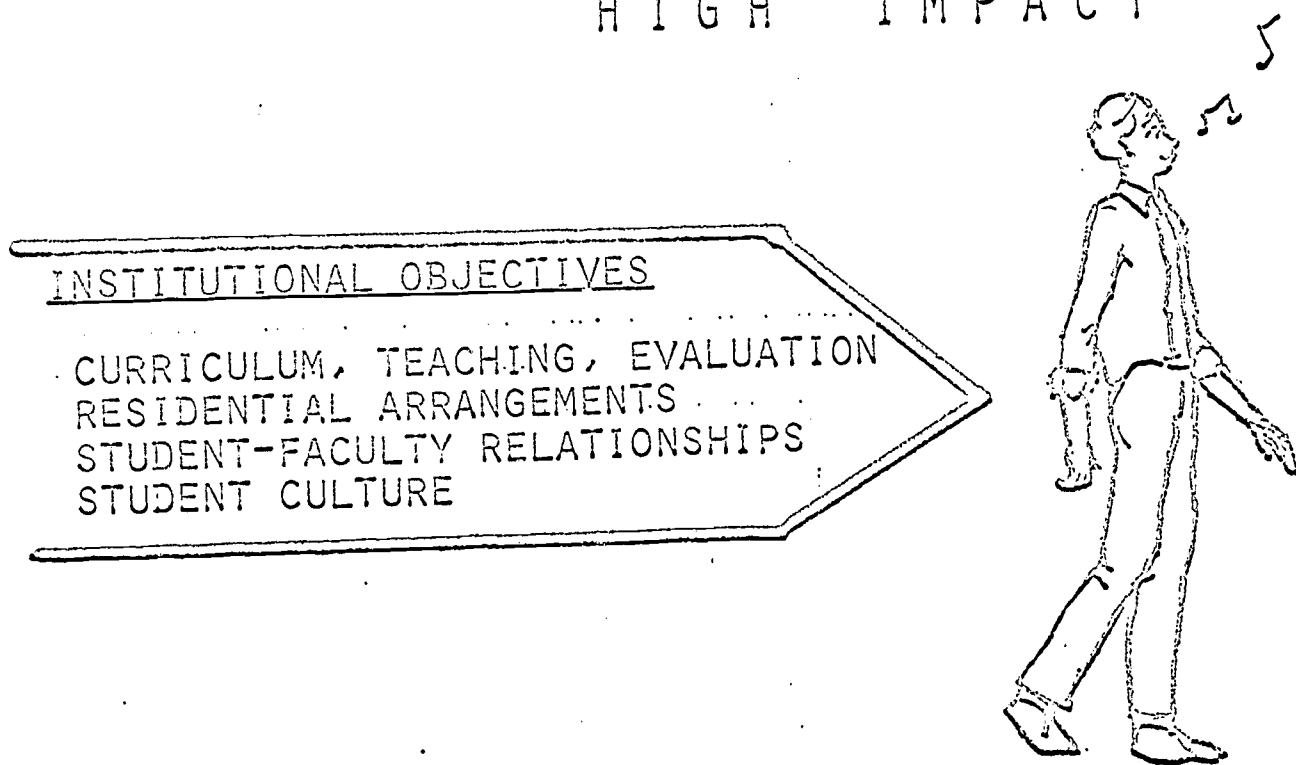 HIGH IMPACT
INSTITUTIONAL OBJECTIVES
CURRICULUM, TEACHING, EVALUATION
RESIDENTIAL ARRANGEMENTS
STUDENT-FACULTY RELATIONSHIPS
STUDENT CULTURE